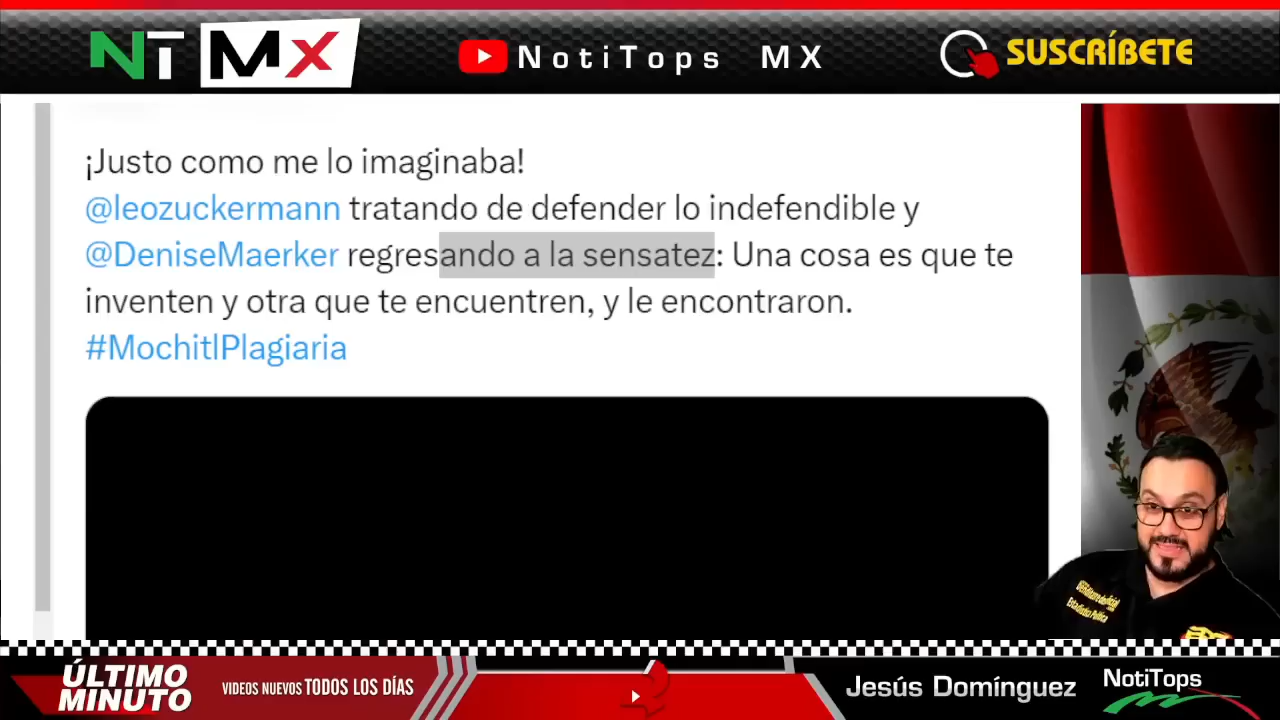 NT MX
NotiTops MX
SUSCRÍBETE
¡Justo como me lo imaginaba!
@leozuckermann tratando de defender lo indefendible y
@DeniseMaerker regresando a la sensatez: Una cosa es que te
inventen y otra que te encuentren, y le encontraron.
#MochitlPlagiaria
Estadística Política
ÚLTIMO
MINUTO
VIDEOS NUEVOS TODOS LOS DÍAS
Jesús Domínguez
NotiTops